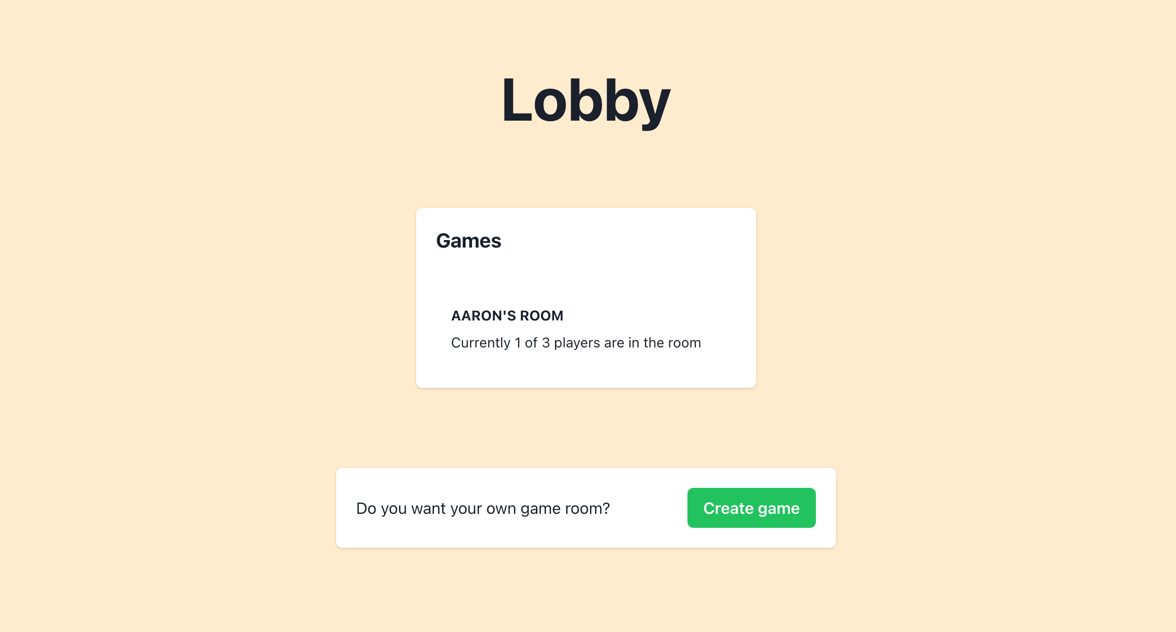 Lobby
Games
AARON'S ROOM
Currently 1 of 3 players are in the room
Do you want your own game room?
Create game